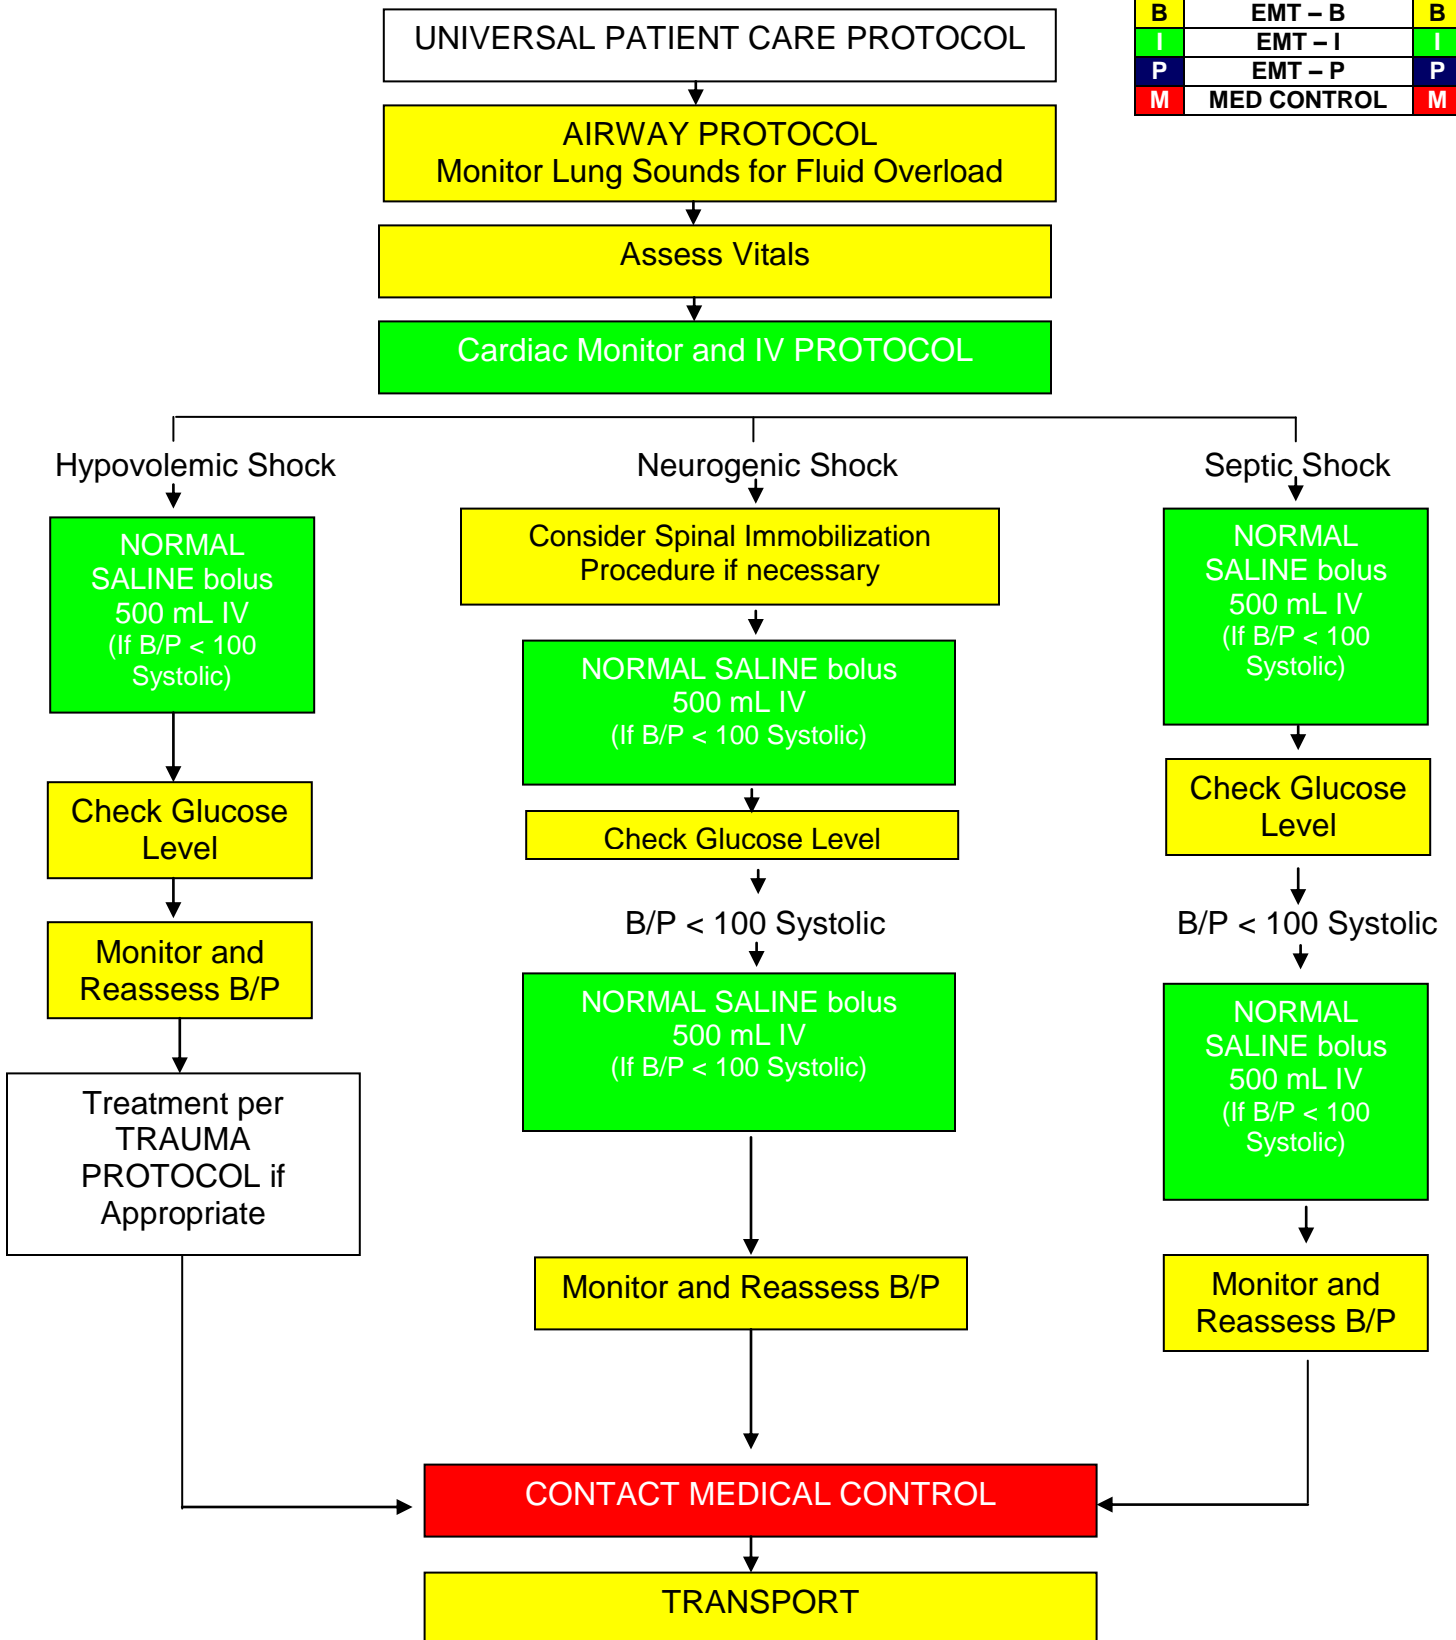 B EMT – B B
I EMT – I I
P EMT – P P
M MED CONTROL M
UNIVERSAL PATIENT CARE PROTOCOL
AIRWAY PROTOCOL
Monitor Lung Sounds for Fluid Overload
Assess Vitals
Cardiac Monitor and IV PROTOCOL
Hypovolemic Shock
NORMAL
SALINE bolus
500 mL IV
(If B/P < 100
Systolic)
Check Glucose
Level
Monitor and
Reassess B/P
Treatment per
TRAUMA
PROTOCOL if
Appropriate
Neurogenic Shock
Consider Spinal Immobilization
Procedure if necessary
NORMAL SALINE bolus
500 mL IV
(If B/P < 100 Systolic)
Check Glucose Level
B/P < 100 Systolic
NORMAL SALINE bolus
500 mL IV
(If B/P < 100 Systolic)
Monitor and Reassess B/P
Septic Shock
NORMAL
SALINE bolus
500 mL IV
(If B/P < 100
Systolic)
Check Glucose
Level
B/P < 100 Systolic
NORMAL
SALINE bolus
500 mL IV
(If B/P < 100
Systolic)
Monitor and
Reassess B/P
CONTACT MEDICAL CONTROL
TRANSPORT